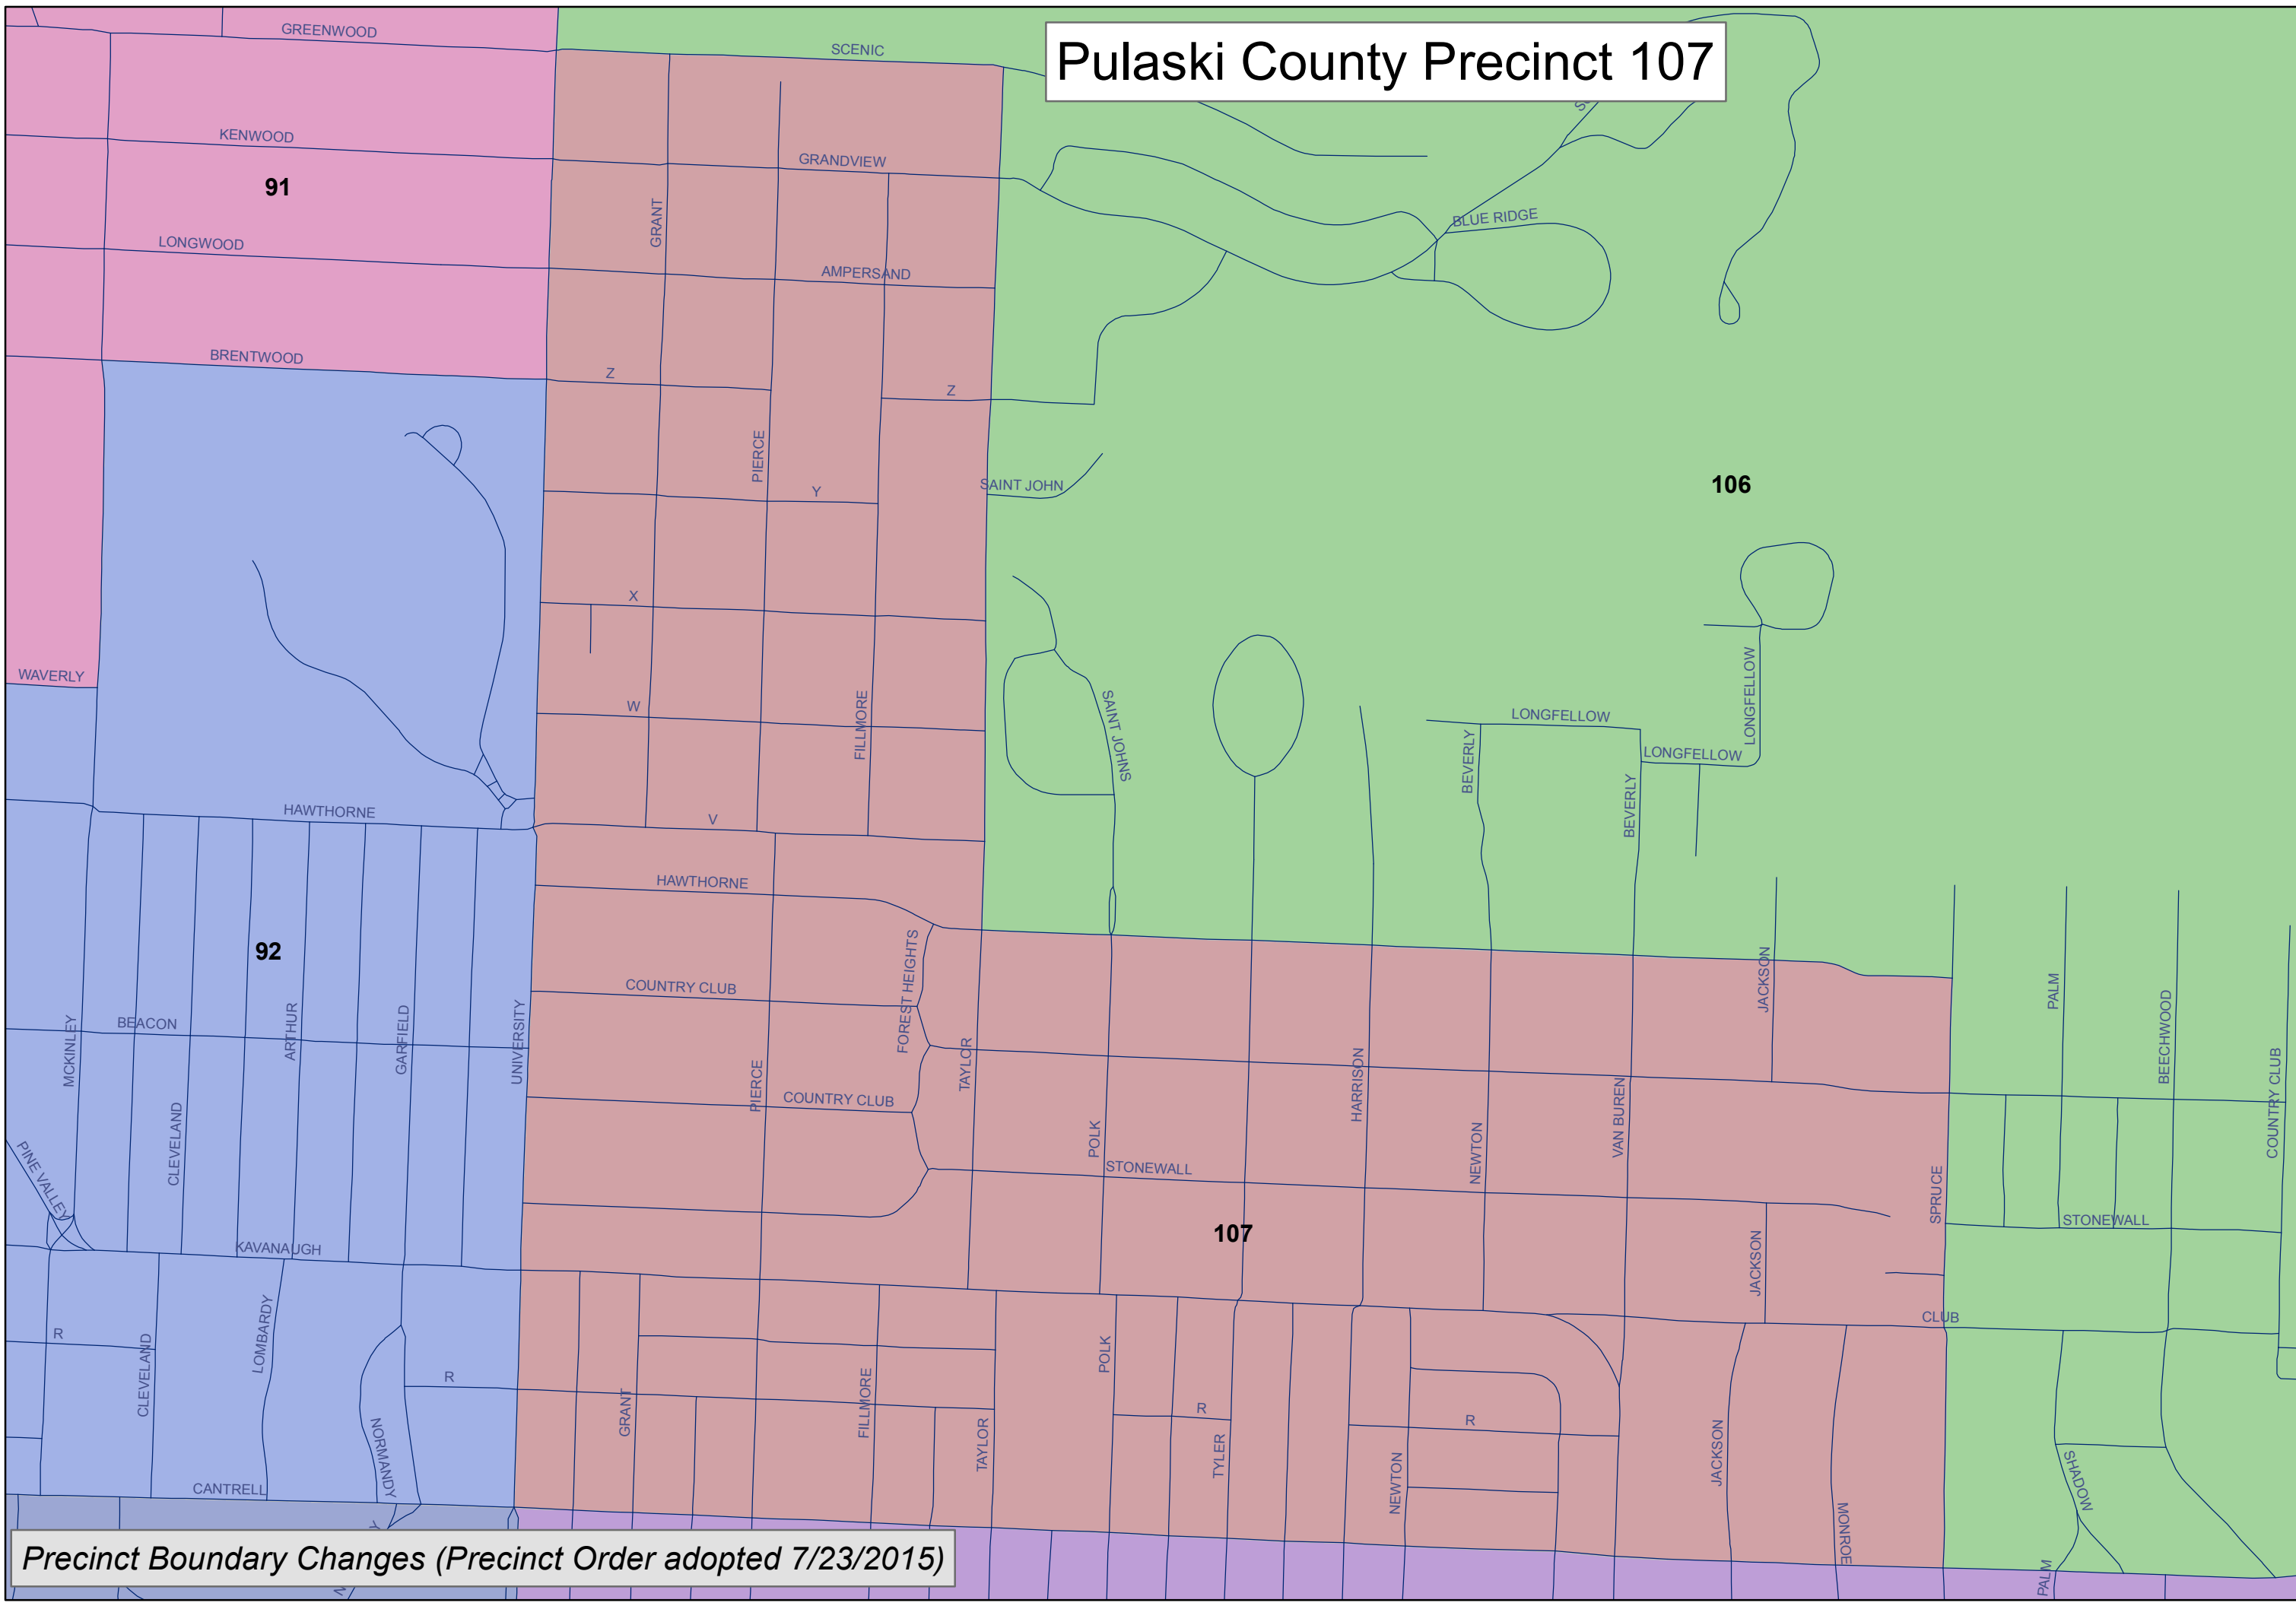 GREENWOOD
SCENIC
Pulaski County Precinct 107
KENWOOD
GRANDVIEW
91
GRANT
BLUE RIDGE
LONGWOOD
AMPERSAND
BRENTWOOD
Z
Z
PIERCE
Y
SAINT JOHN
106
X
WAVERLY
W
FILLMORE
SAINT JOHNS
LONGFELLOW
LONGFELLOW
LONGFELLOW
BEVERLY
BEVERLY
HAWTHORNE
V
HAWTHORNE
92
FOREST HEIGHTS
COUNTRY CLUB
JACKSON
PALM
BEECHWOOD
MCKINLEY
BEACON
ARTHUR
GARFIELD
UNIVERSITY
TAYLOR
PIERCE
COUNTRY CLUB
HARRISON
VAN BUREN
COUNTRY CLUB
CLEVELAND
POLK
NEWTON
PINE VALLEY
STONEWALL
SPRUCE
STONEWALL
107
KAVANAUGH
JACKSON
CLUB
R
CLEVELAND
LOMBARDY
R
POLK
GRANT
FILLMORE
TAYLOR
R
TYLER
R
NEWTON
JACKSON
NORMANDY
SHADOW
CANTRELL
MONROE
PALM
Precinct Boundary Changes (Precinct Order adopted 7/23/2015)